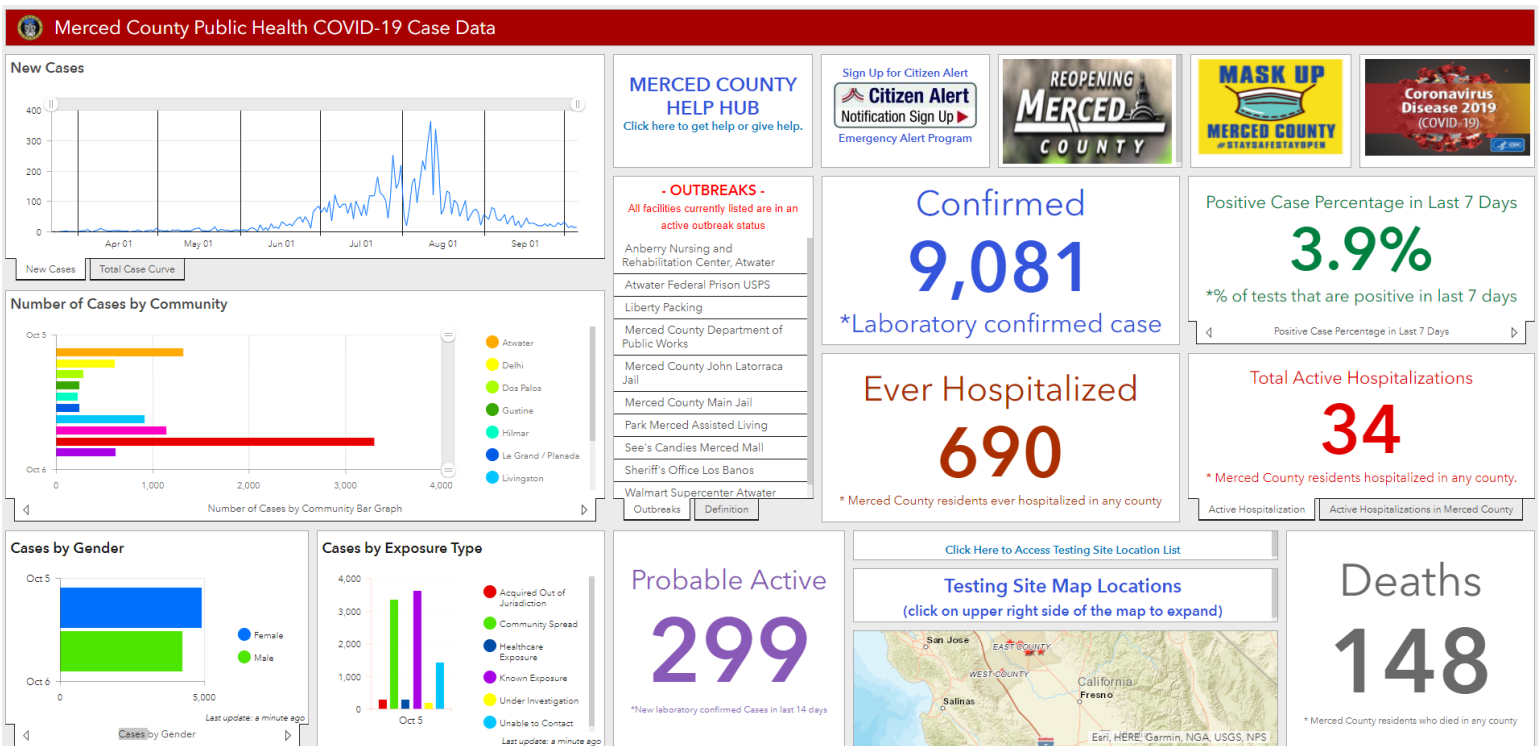 Merced County Public Health COVID-19 Case Data
New Cases
400
300
200
100
0
Apr 01
May 01
Jun 01
Jul 01
Aug 01
Sep 01
New Cases
Total Case Curve
MERCED COUNTY
HELP HUB
Click here to get help or give help.
Sign Up for Citizen Alert
Citizen Alert
Notification Sign Up
Emergency Alert Program
REOPENING
MERCED
COUNTY
MASK UP
MERCED COUNTY
#STAYSAFESTAYOPEN
Coronavirus
Disease 2019
(COVID-19)
CDC
Number of Cases by Community
Oct 5
Oct 6
0
1,000
2,000
3,000
4,000
Atwater
Delhi
Dos Palos
Gustine
Hilmar
Le Grand / Planada
Livingston
Number of Cases by Community Bar Graph
- OUTBREAKS -
All facilities currently listed are in an
active outbreak status
Anberry Nursing and
Rehabilitation Center, Atwater
Atwater Federal Prison USPS
Liberty Packing
Merced County Department of
Public Works
Merced County John Latorraca
Jail
Merced County Main Jail
Park Merced Assisted Living
See's Candies Merced Mall
Sheriff's Office Los Banos
Walmart Supercenter Atwater
Outbreaks
Definition
Confirmed
9,081
*Laboratory confirmed case
Positive Case Percentage in Last 7 Days
3.9%
*% of tests that are positive in last 7 days
Positive Case Percentage in Last 7 Days
Ever Hospitalized
690
* Merced County residents ever hospitalized in any county
Total Active Hospitalizations
34
* Merced County residents hospitalized in any county.
Active Hospitalization
Active Hospitalizations in Merced County
Cases by Gender
Oct 5
Oct 6
0
5,000
Female
Male
Last update: a minute ago
Cases by Gender
Cases by Exposure Type
4,000
3,000
2,000
1,000
0
Oct 5
Acquired Out of
Jurisdiction
Community Spread
Healthcare
Exposure
Known Exposure
Under Investigation
Unable to Contact
Last update: a minute ago
Probable Active
299
*New laboratory confirmed Cases in last 14 days
Click Here to Access Testing Site Location List
Testing Site Map Locations
(click on upper right side of the map to expand)
San Jose
EAST COUNTY
WEST COUNTY
California
Fresno
Salinas
Esri, HERE, Garmin, NGA, USGS, NPS
Deaths
148
* Merced County residents who died in any county